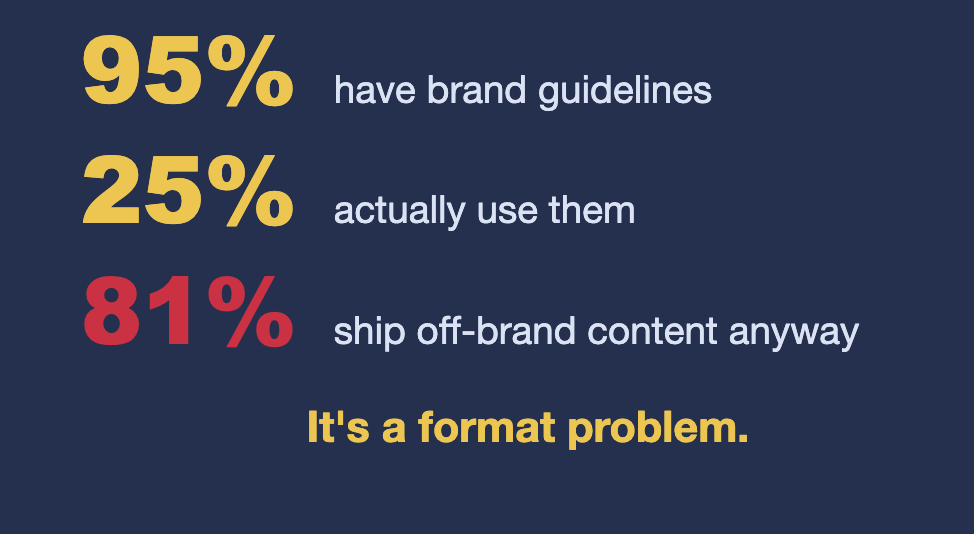 95% have brand guidelines
25% actually use them
81% ship off-brand content anyway
It's a format problem.